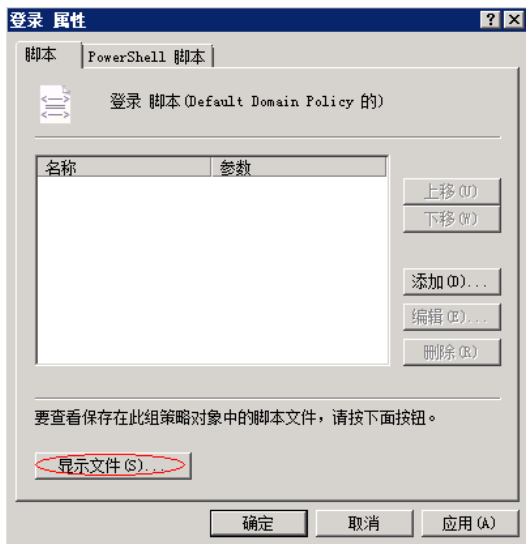 登录 属性
脚本 PowerShell 脚本
登录 脚本(Default Domain Policy 的)
名称 参数
上移(U)
下移(W)
添加(D)...
编辑(E)...
删除(R)
要查看保存在此组策略对象中的脚本文件，请按下面按钮。
显示文件(S)...
确定 取消 应用(A)